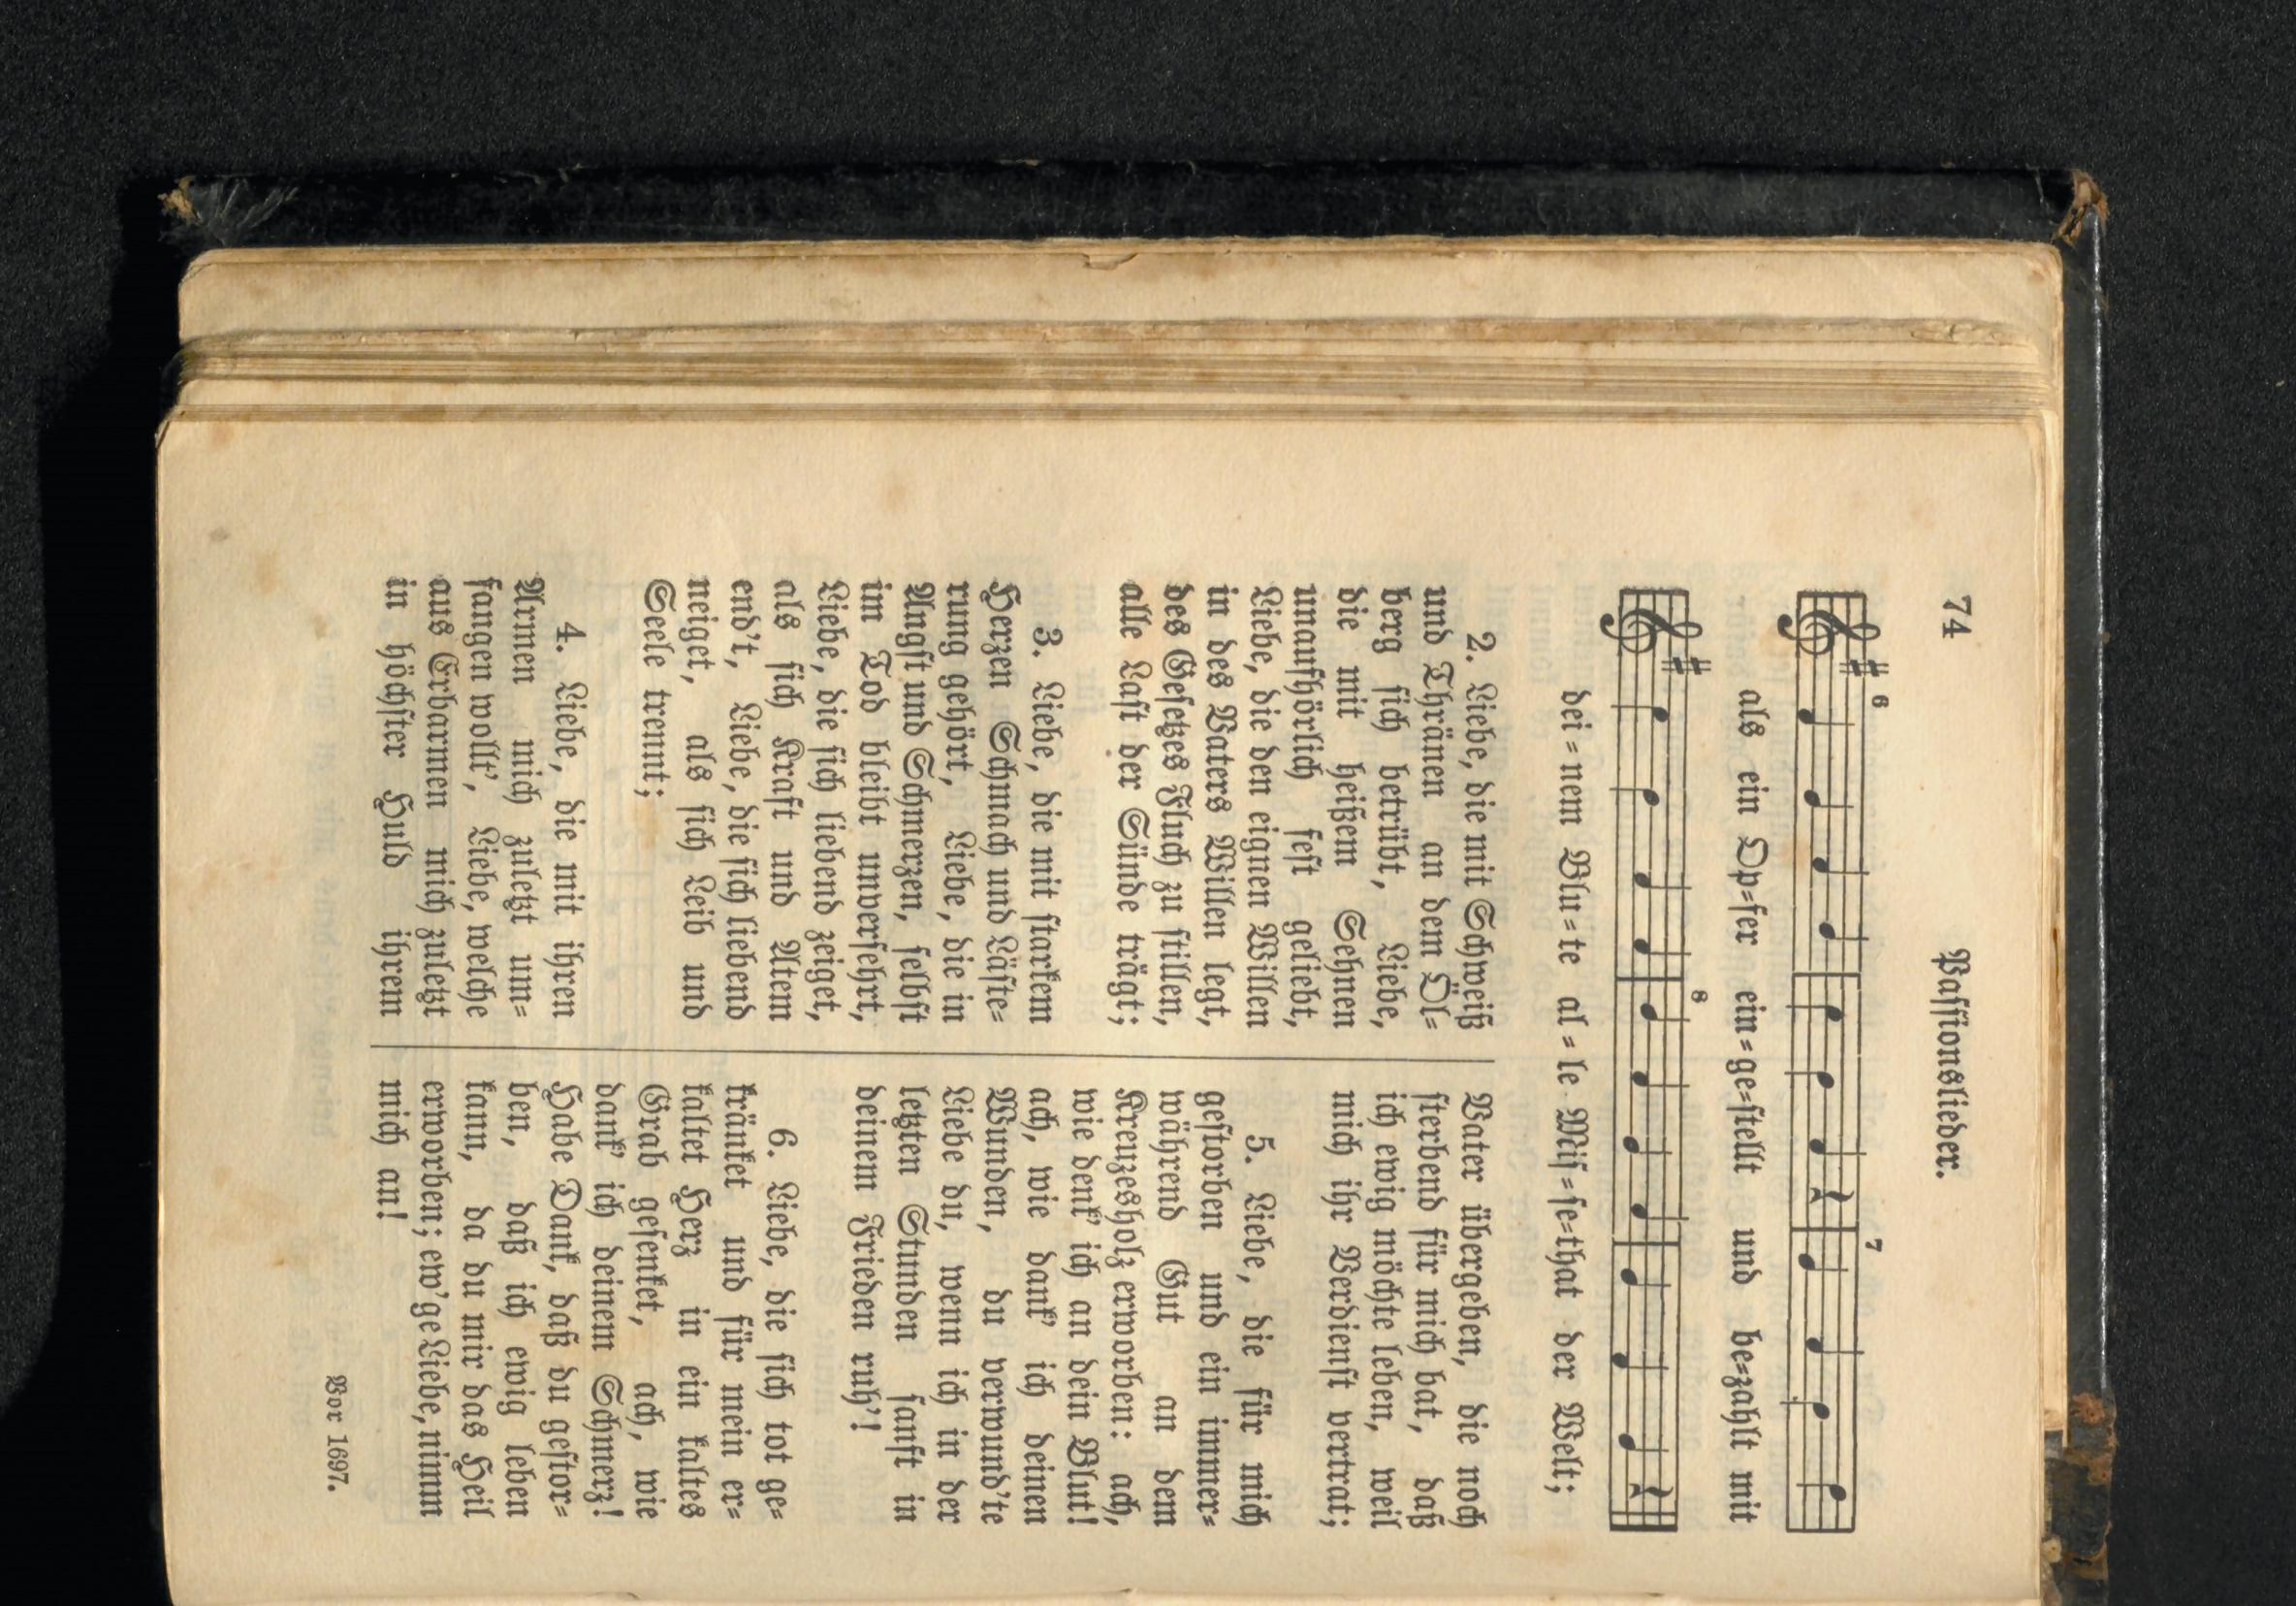 74
Passionslieder.
6
7
als ein Op=fer ein=ge=stellt und be=zahlt mit
8
dei=nem Blu=te al=le Mis=se=that der Welt;
2. Liebe, die mit Schweiß
und Thränen an dem Öl=
berg sich betrübt, Liebe,
die mit heißem Sehnen
unaufhörlich fest geliebt,
Liebe, die den eignen Willen
in des Vaters Willen legt,
des Gesetzes Fluch zu stillen,
alle Last der Sünde trägt;
3. Liebe, die mit starkem
Herzen Schmach und Läste=
rung gehört, Liebe, die in
Angst und Schmerzen, selbst
im Tod bleibt unversehrt,
Liebe, die sich liebend zeiget,
als sich Kraft und Atem
end't, Liebe, die sich liebend
neiget, als sich Leib und
Seele trennt;
4. Liebe, die mit ihren
Armen mich zuletzt um=
fangen wollt', Liebe, welche
aus Erbarmen mich zuletzt
in höchster Huld ihrem
Vater übergeben, die noch
sterbend für mich bat, daß
ich ewig möchte leben, weil
mich ihr Verdienst vertrat;
5. Liebe, die für mich
gestorben und ein immer=
während Gut an dem
Kreuzesholz erworben: ach,
wie denk' ich an dein Blut!
ach, wie dank' ich deinen
Wunden, du verwund'te
Liebe du, wenn ich in der
letzten Stunden sanft in
deinem Frieden ruh'!
6. Liebe, die sich tot ge=
kränket und für mein er=
kaltet Herz in ein kaltes
Grab gesenket, ach, wie
dank' ich deinem Schmerz!
Habe Dank, daß du gestor=
ben, daß ich ewig leben
kann, da du mir das Heil
erworben; ew'ge Liebe, nimm
mich an!
Vor 1697.